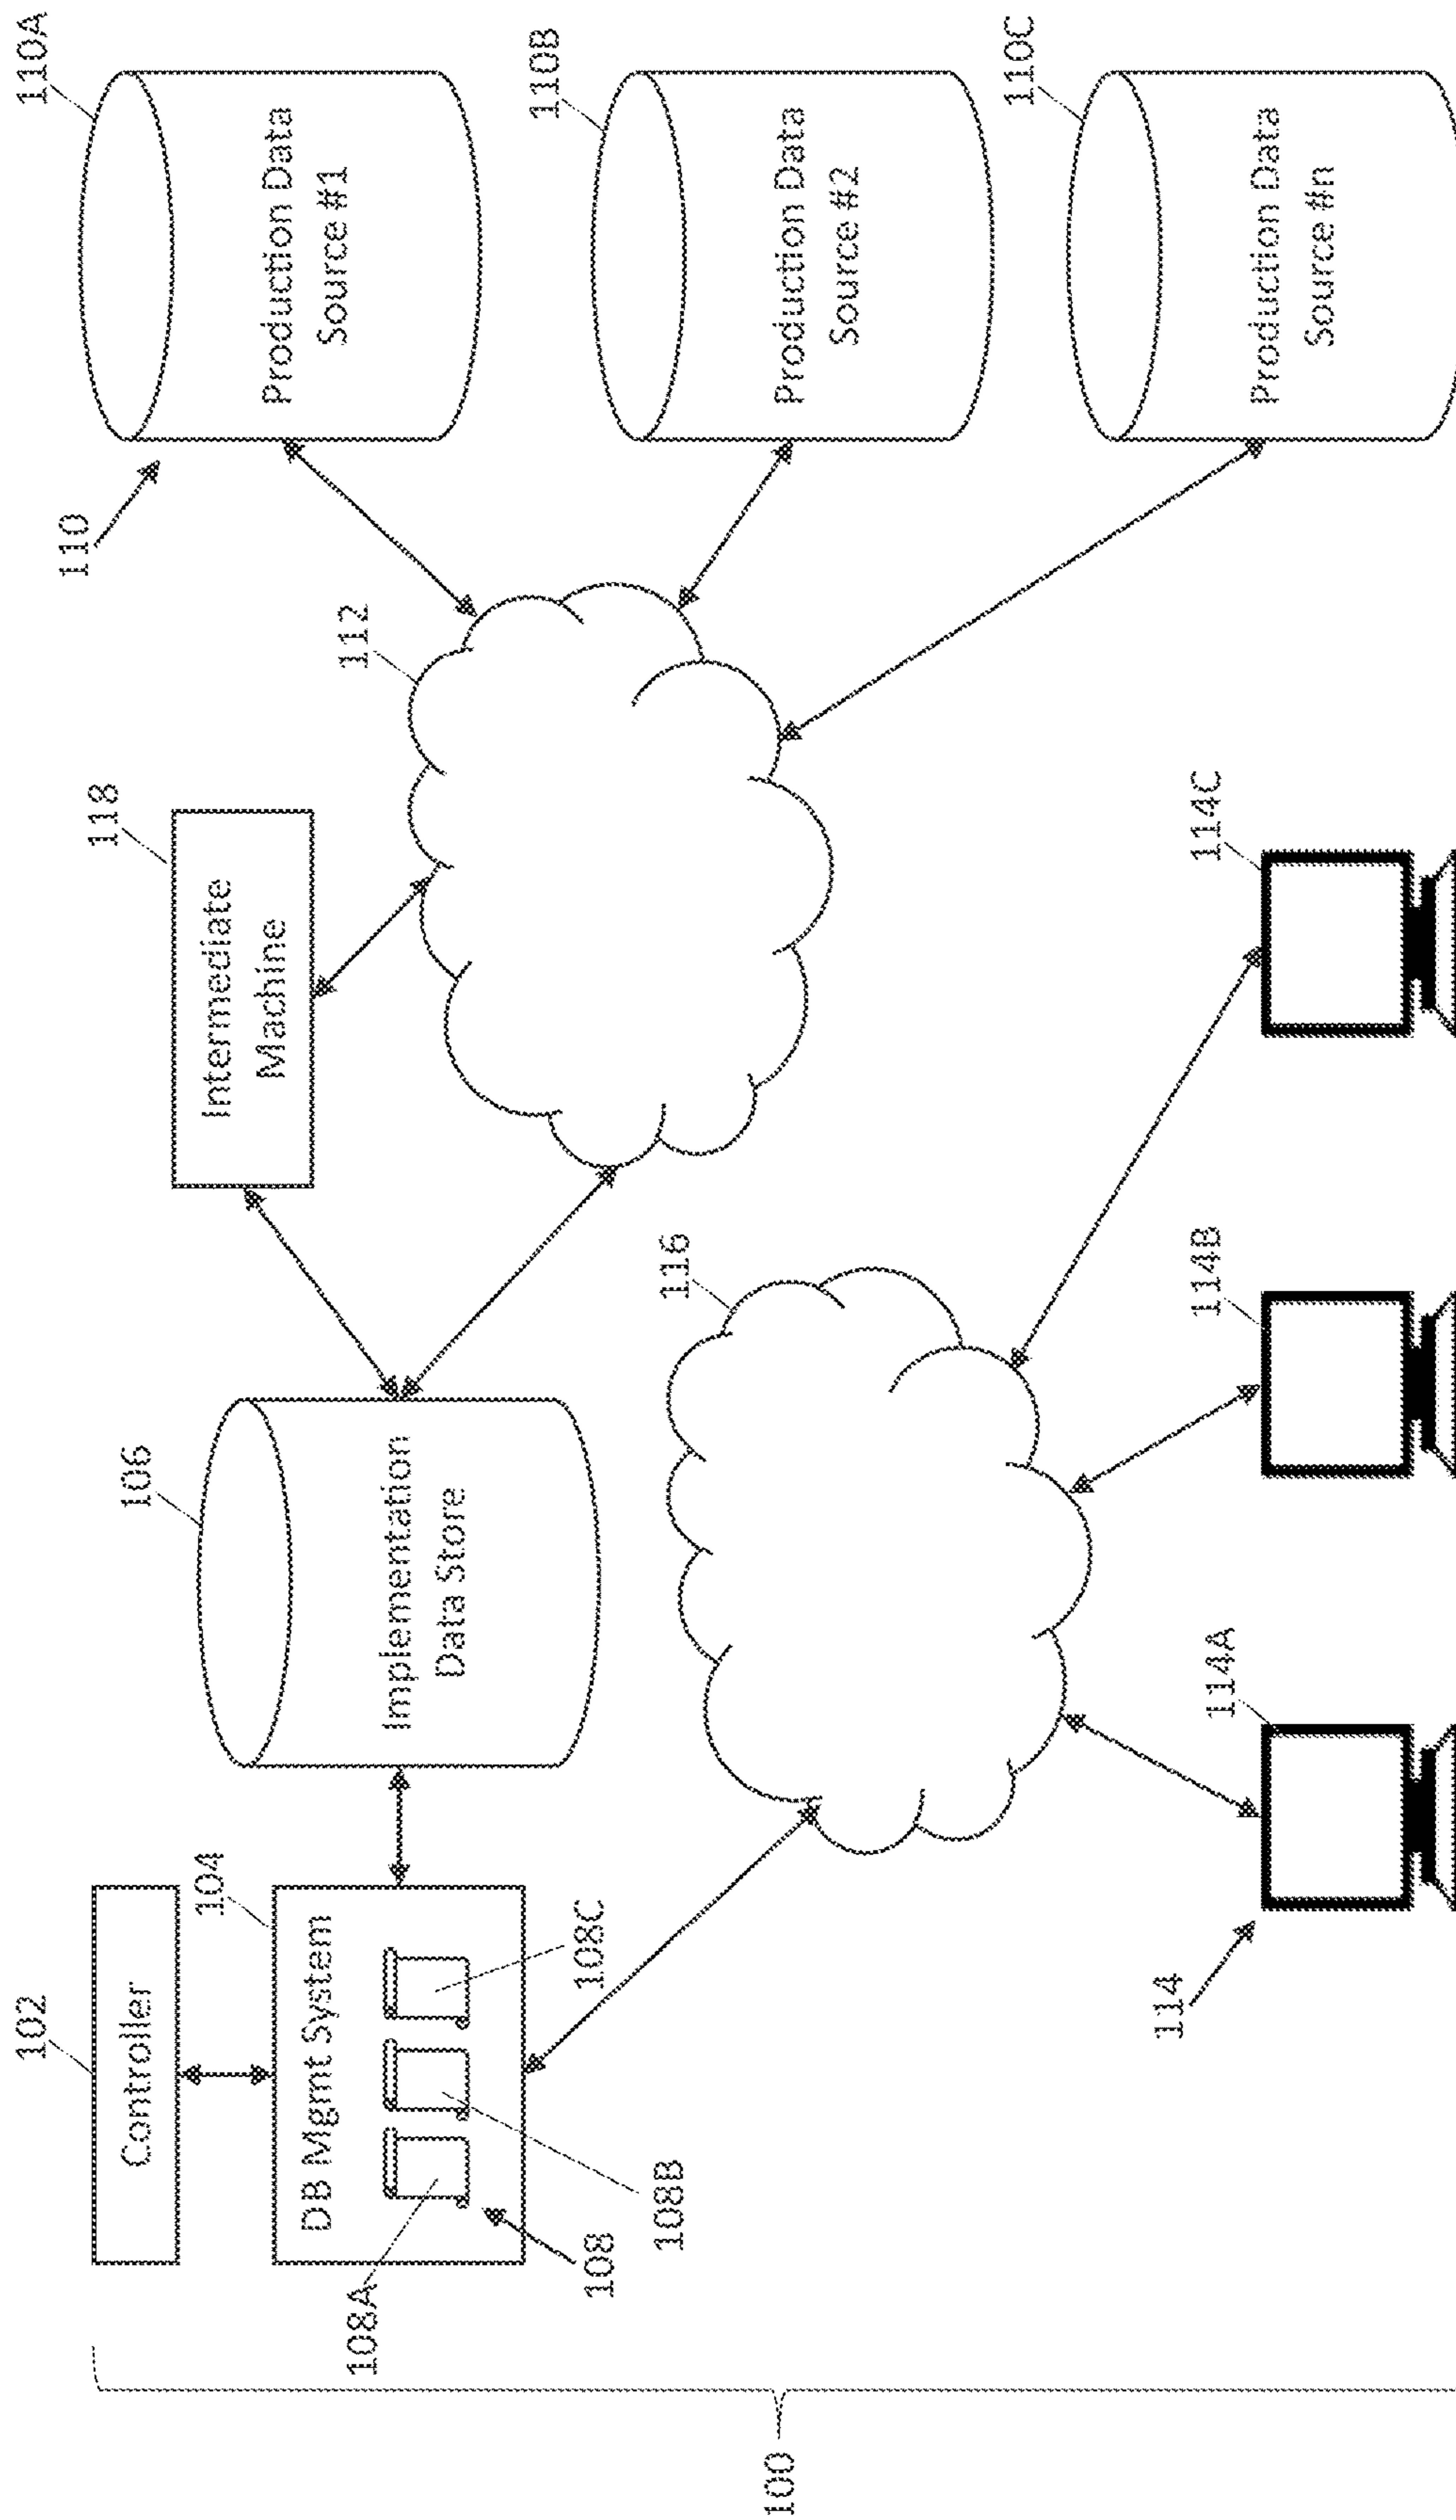 100
102
Controller
104
DB Mgmt System
108A
108
108B
108C
106
Implementation
Data Store
118
Intermediate
Machine
112
110
110A
Production Data
Source #1
110B
Production Data
Source #2
110C
Production Data
Source #n
116
114
114A
114B
114C